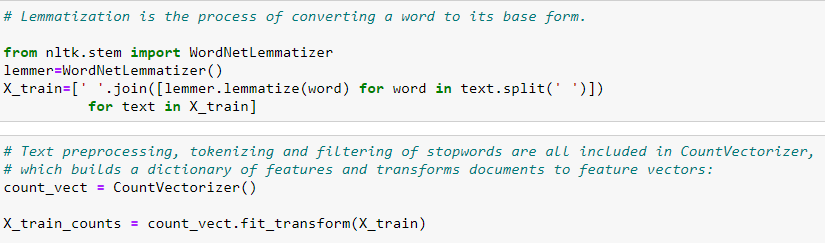 # Lemmatization is the process of converting a word to its base form.
from nltk.stem import WordNetLemmatizer
lemmer=WordNetLemmatizer()
X_train=[' '.join([lemmer.lemmatize(word) for word in text.split(' ')])
for text in X_train]
# Text preprocessing, tokenizing and filtering of stopwords are all included in CountVectorizer,
# which builds a dictionary of features and transforms documents to feature vectors:
count_vect = CountVectorizer()
X_train_counts = count_vect.fit_transform(X_train)